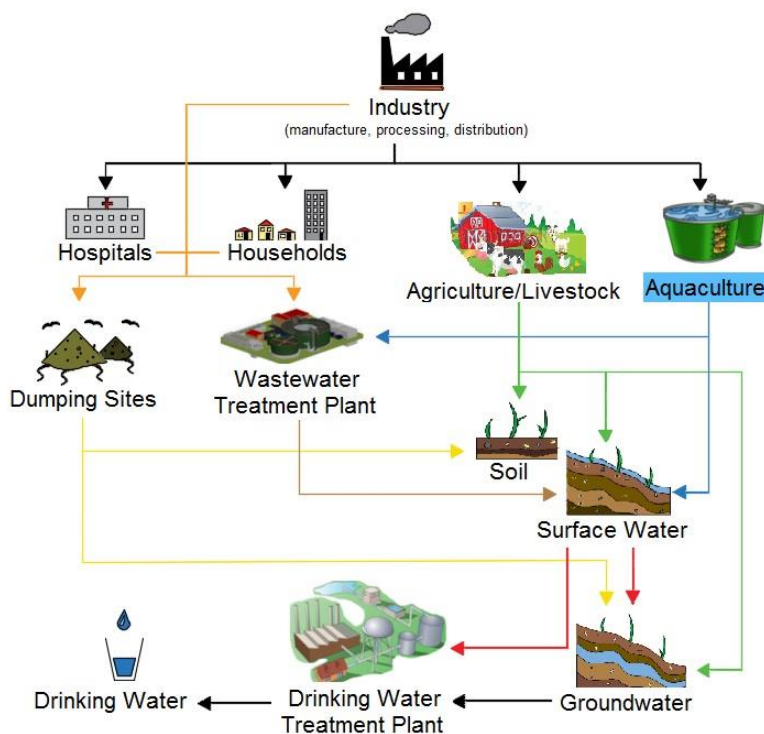 Industry
(manufacture, processing, distribution)
Hospitals
Households
Agriculture/Livestock
Aquaculture
Dumping Sites
Wastewater
Treatment Plant
Soil
Surface Water
Drinking Water
Drinking Water
Treatment Plant
Groundwater